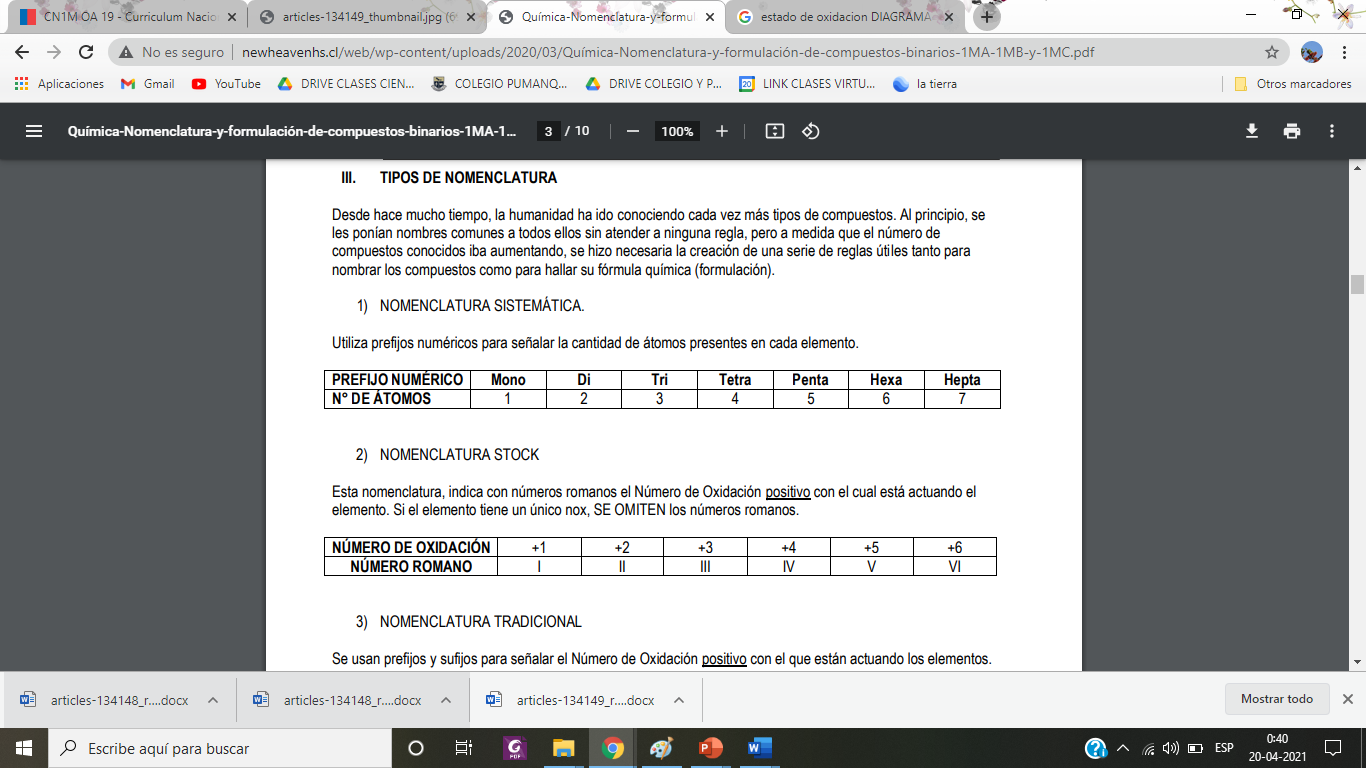 CN1M OA 19 - Curriculum Nacio
articles-134149_thumbnail.jpg (6
Química-Nomenclatura-y-formul
estado de oxidacion DIAGRAMA
No es seguro | newheavenhs.cl/web/wp-content/uploads/2020/03/Química-Nomenclatura-y-formulación-de-compuestos-binarios-1MA-1MB-y-1MC.pdf
Aplicaciones Gmail YouTube DRIVE CLASES CIEN... COLEGIO PUMANQ... DRIVE COLEGIO Y P... LINK CLASES VIRTU... la tierra Otros marcadores
Química-Nomenclatura-y-formulación-de-compuestos-binarios-1MA-1... 3 / 10 100%
III. TIPOS DE NOMENCLATURA
Desde hace mucho tiempo, la humanidad ha ido conociendo cada vez más tipos de compuestos. Al principio, se
les ponían nombres comunes a todos ellos sin atender a ninguna regla, pero a medida que el número de
compuestos conocidos iba aumentando, se hizo necesaria la creación de una serie de reglas útiles tanto para
nombrar los compuestos como para hallar su fórmula química (formulación).
1) NOMENCLATURA SISTEMÁTICA.
Utiliza prefijos numéricos para señalar la cantidad de átomos presentes en cada elemento.
PREFIJO NUMÉRICO Mono Di Tri Tetra Penta Hexa Hepta
N° DE ÁTOMOS 1 2 3 4 5 6 7
2) NOMENCLATURA STOCK
Esta nomenclatura, indica con números romanos el Número de Oxidación positivo con el cual está actuando el
elemento. Si el elemento tiene un único nox, SE OMITEN los números romanos.
NÚMERO DE OXIDACIÓN +1 +2 +3 +4 +5 +6
NÚMERO ROMANO I II III IV V VI
3) NOMENCLATURA TRADICIONAL
Se usan prefijos y sufijos para señalar el Número de Oxidación positivo con el que están actuando los elementos.
articles-134148_r....docx articles-134148_r....docx articles-134149_r....docx Mostrar todo
Escribe aquí para buscar
ESP
0:40
20-04-2021